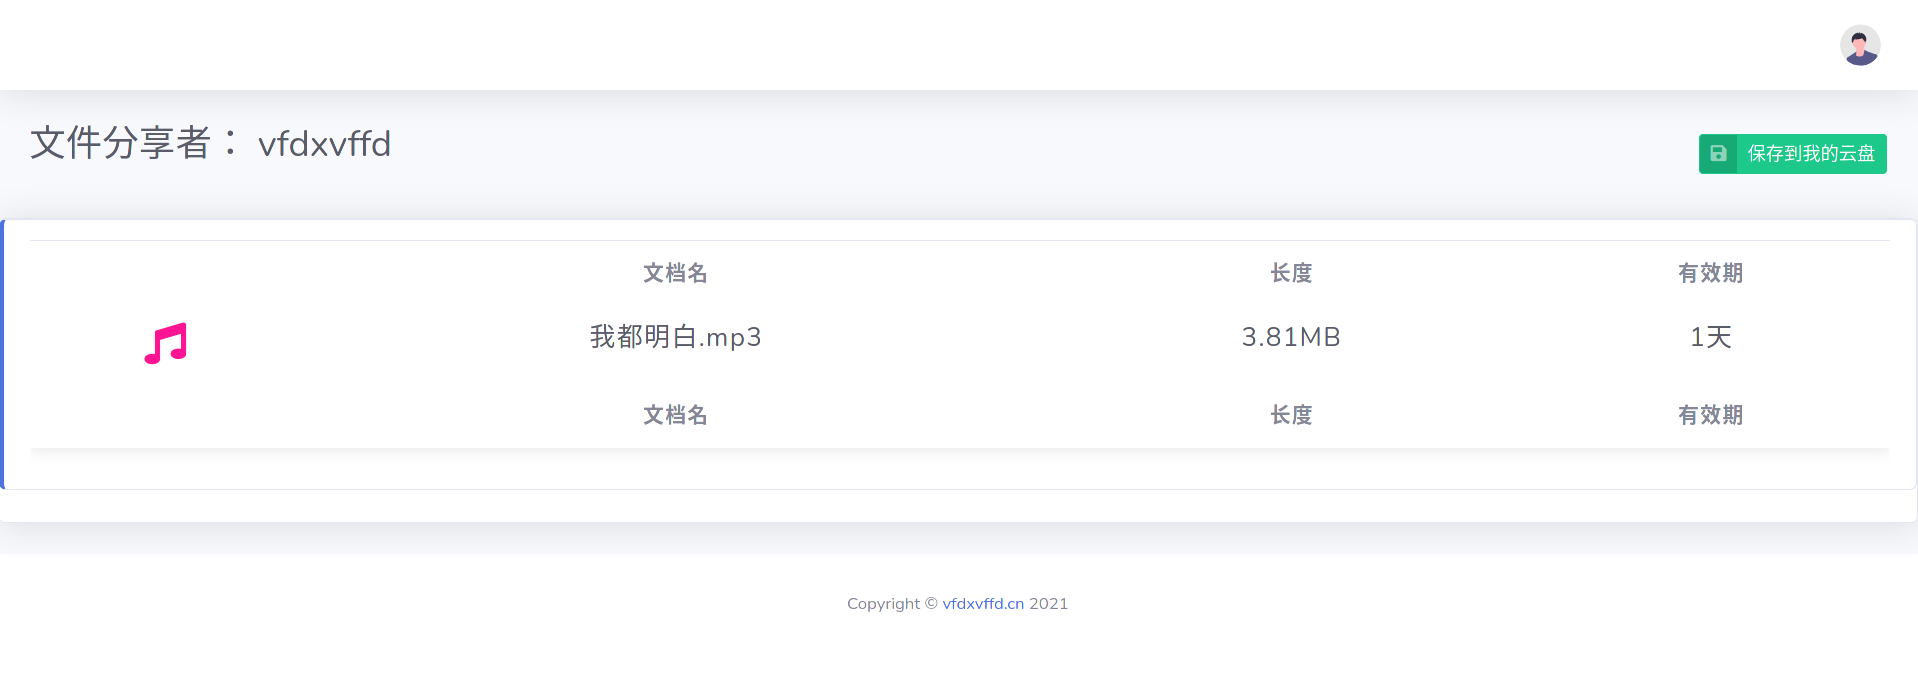 文件分享者： vfdxvffd
保存到我的云盘
文档名 长度 有效期
我都明白.mp3 3.81MB 1天
文档名 长度 有效期
Copyright © vfdxvffd.cn 2021